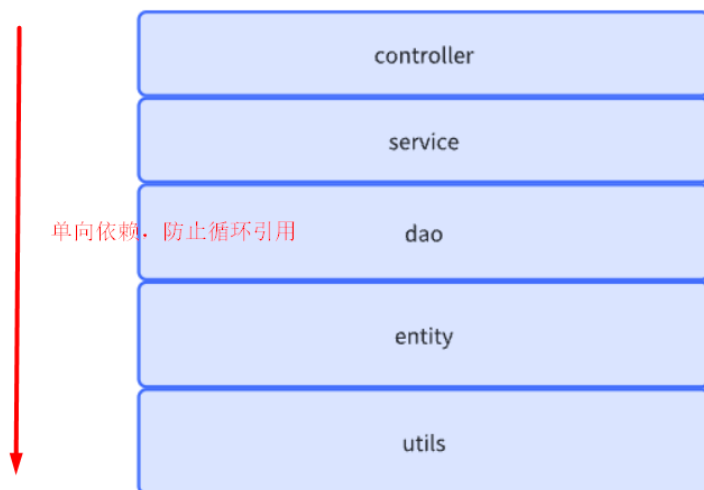 controller
service
单向依赖，防止循环引用
dao
entity
utils